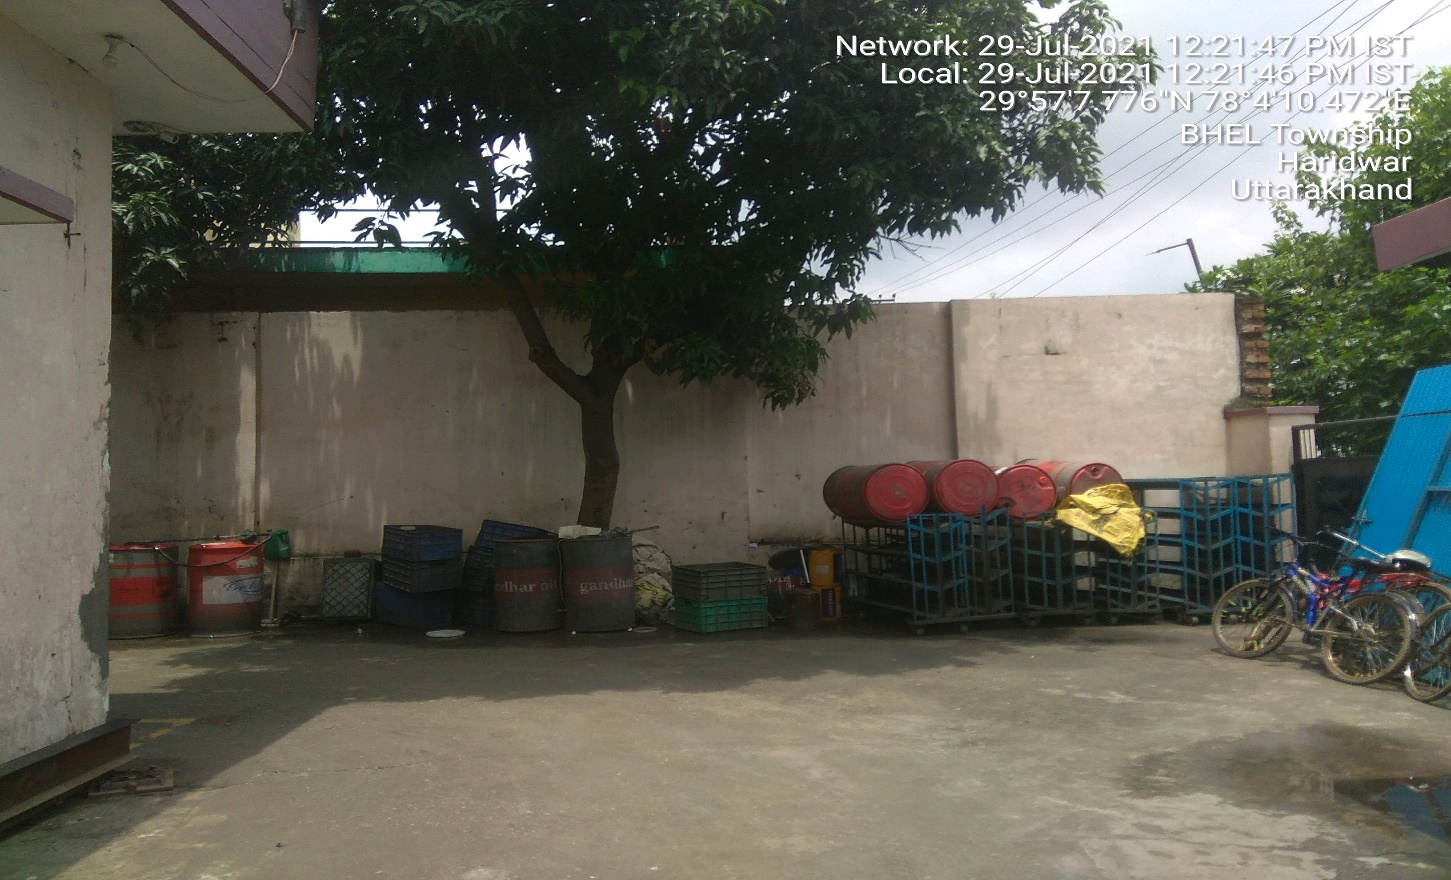 Network: 29-Jul-2021 12:21:47 PM IST
Local: 29-Jul-2021 12:21:46 PM IST
29°57'7.776"N 78°4'10.472"E
BHEL Township
Haridwar
Uttarakhand
dhar oil
gandhar